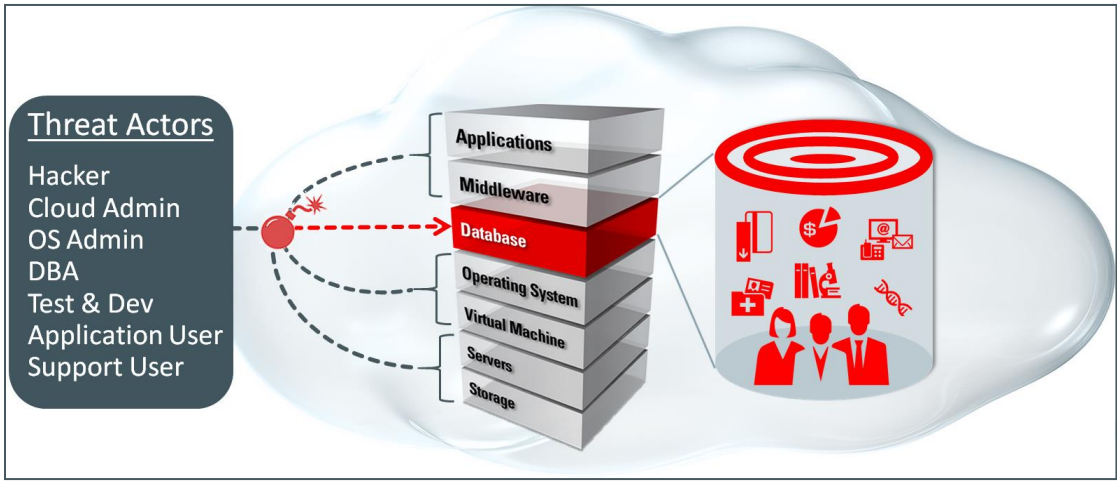 Threat Actors
Hacker
Cloud Admin
OS Admin
DBA
Test & Dev
Application User
Support User
Applications
Middleware
Database
Operating System
Virtual Machine
Servers
Storage
$
@